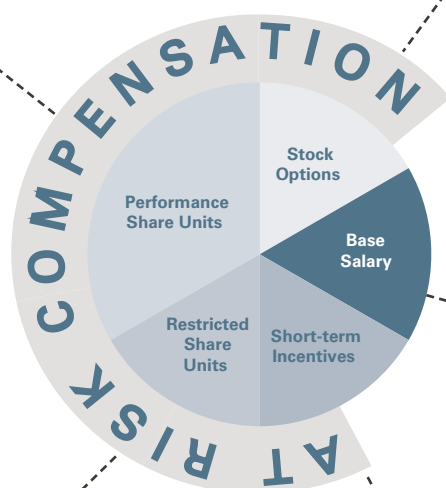 AT RISK COMPENSATION
Stock
Options
Performance
Share Units
Base
Salary
Restricted
Share
Units
Short-term
Incentives